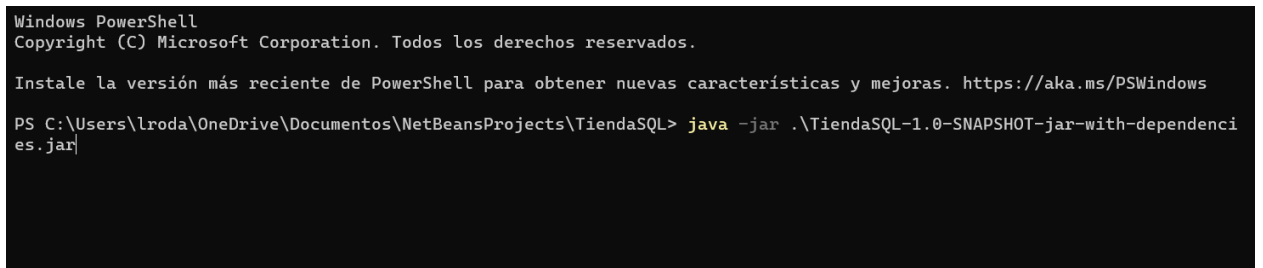 Windows PowerShell
Copyright (C) Microsoft Corporation. Todos los derechos reservados.
Instale la versión más reciente de PowerShell para obtener nuevas características y mejoras. https://aka.ms/PSWindows
PS C:\Users\lroda\OneDrive\Documentos\NetBeansProjects\TiendaSQL> java -jar .\TiendaSQL-1.0-SNAPSHOT-jar-with-dependenci
es.jar